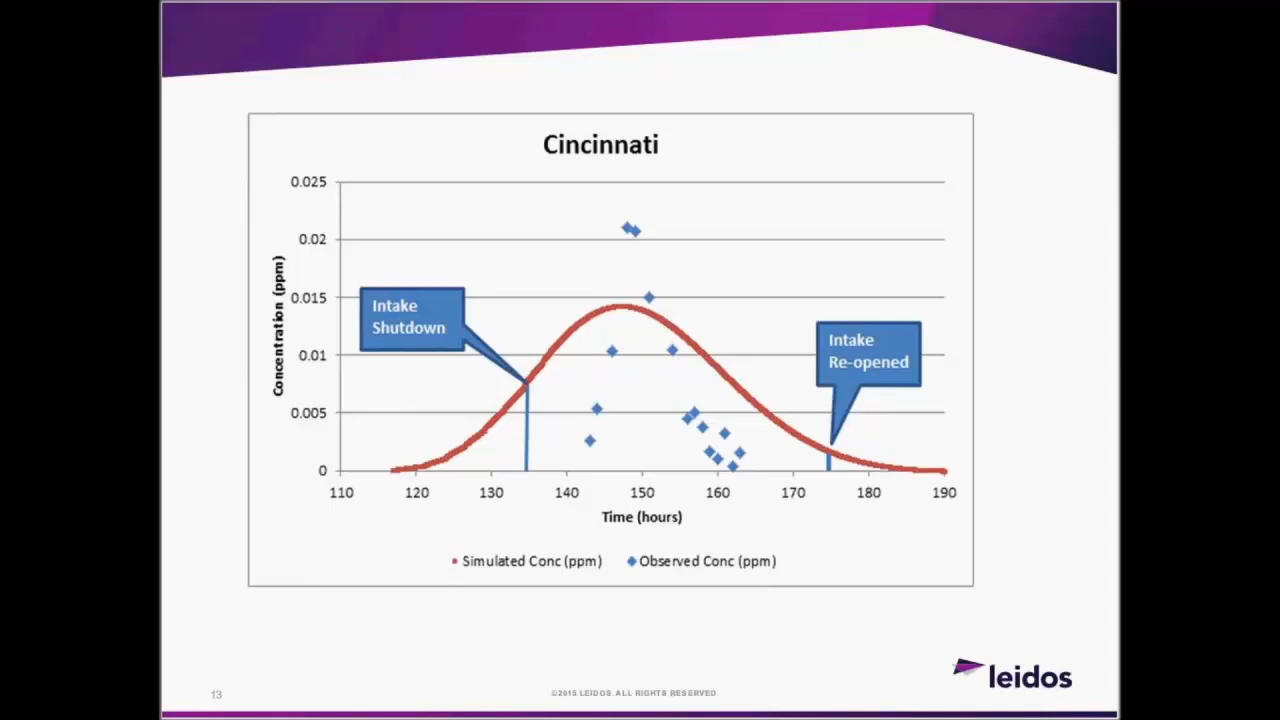 Cincinnati
0.025
0.02
0.015
0.01
0.005
0
Concentration (ppm)
Intake
Shutdown
Intake
Re-opened
110 120 130 140 150 160 170 180 190
Time (hours)
Simulated Conc (ppm) Observed Conc (ppm)
leidos
13
©2015 LEIDOS. ALL RIGHTS RESERVED